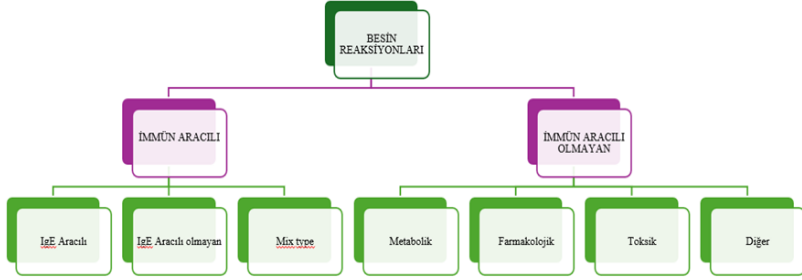 BESİN
REAKSİYONLARI
İMMÜN ARACILI
İMMÜN ARACILI
OLMAYAN
IgE Aracılı
IgE Aracılı olmayan
Mix type
Metabolik
Farmakolojik
Toksik
Diğer